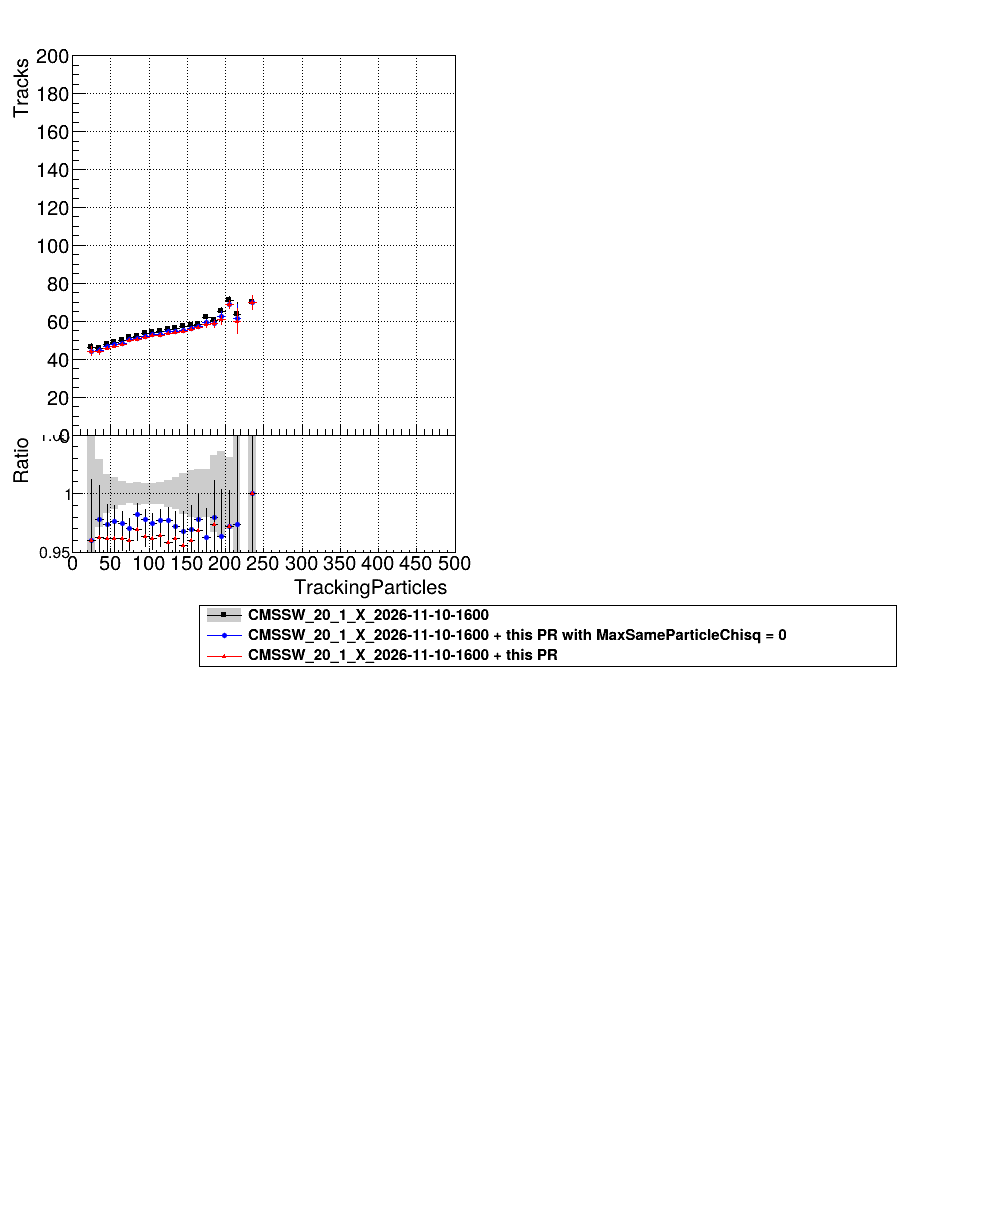 Tracks
200
180
160
140
120
100
80
60
40
20
0
Ratio
1
0.95
0 50 100 150 200 250 300 350 400 450 500
TrackingParticles
CMSSW_20_1_X_2026-11-10-1600
CMSSW_20_1_X_2026-11-10-1600 + this PR with MaxSameParticleChisq = 0
CMSSW_20_1_X_2026-11-10-1600 + this PR